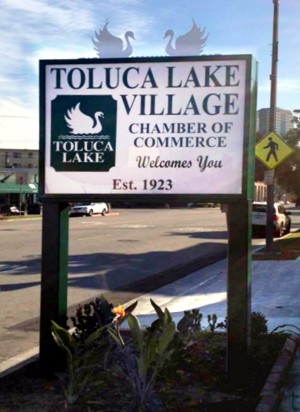 TOLUCA LAKE
VILLAGE
CHAMBER OF
COMMERCE
Welcomes You
Est. 1923
TOLUCA
LAKE